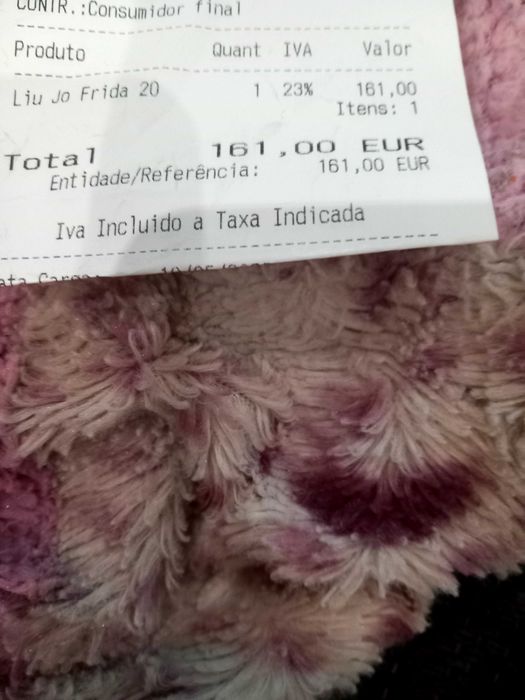 CONTR.:Consumidor final
Produto Quant IVA Valor
Liu Jo Frida 20 1 23% 161,00
Itens: 1
Total 161,00 EUR
Entidade/Referência: 161,00 EUR
Iva Incluido a Taxa Indicada